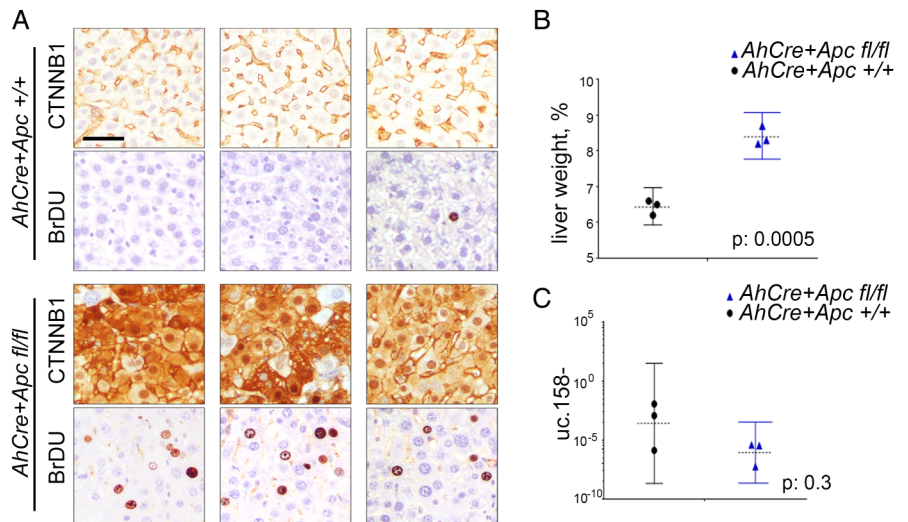 A
AhCre+Apc +/+
CTNNB1
BrDU
AhCre+Apc fl/fl
CTNNB1
BrDU
B
AhCre+Apc fl/fl
AhCre+Apc +/+
liver weight, %
10
9
8
7
6
5
p: 0.0005
C
AhCre+Apc fl/fl
AhCre+Apc +/+
uc.158-
10^5
10^0
10^-5
10^-10
p: 0.3